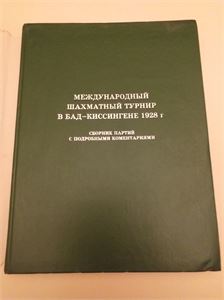 МЕЖДУНАРОДНЫЙ
ШАХМАТНЫЙ ТУРНИР
В БАД-КИССИНГЕНЕ 1928 г
СБОРНИК ПАРТИЙ
С ПОДРОБНЫМИ КОМЕНТАРИЯМИ